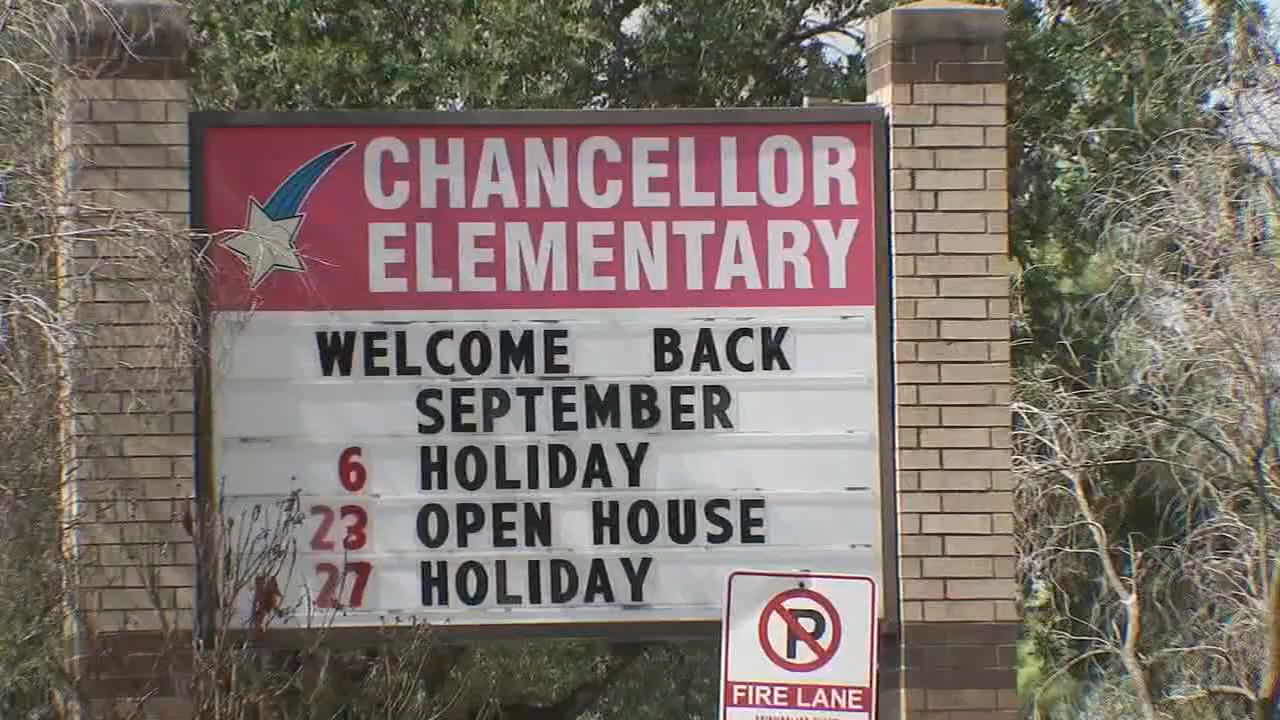 CHANCELLOR
ELEMENTARY
WELCOME BACK
SEPTEMBER
6 HOLIDAY
23 OPEN HOUSE
27 HOLIDAY
P
FIRE LANE